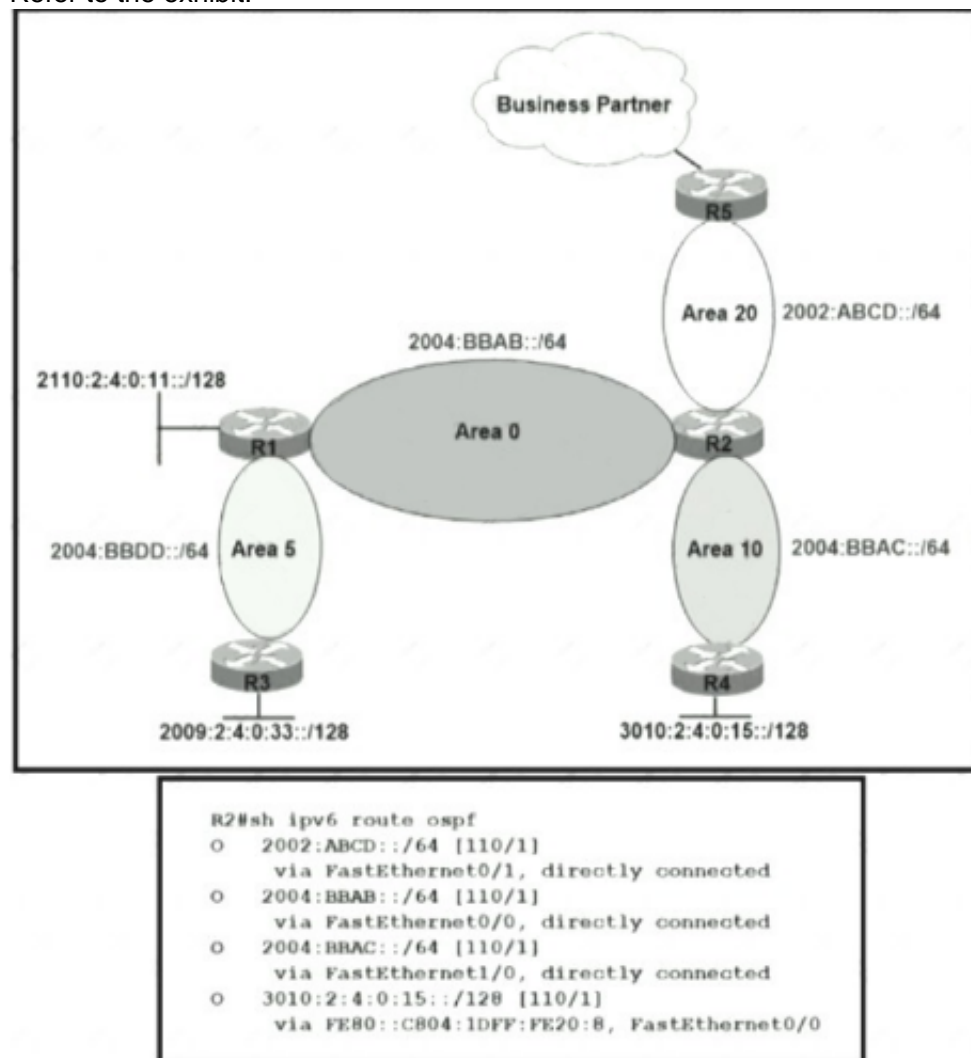 Refer to the exhibit.
Business Partner
R5
Area 20
2002:ABCD::/64
2004:BBAB::/64
2110:2:4:0:11::/128
Area 0
R1
R2
2004:BBDD::/64
Area 5
Area 10
2004:BBAC::/64
R3
R4
2009:2:4:0:33::/128
3010:2:4:0:15::/128
R2#sh ipv6 route ospf
O 2002:ABCD::/64 [110/1]
via FastEthernet0/1, directly connected
O 2004:BBAB::/64 [110/1]
via FastEthernet0/0, directly connected
O 2004:BBAC::/64 [110/1]
via FastEthernet1/0, directly connected
O 3010:2:4:0:15::/128 [110/1]
via FE80::C804:1DFF:FE20:8, FastEthernet0/0